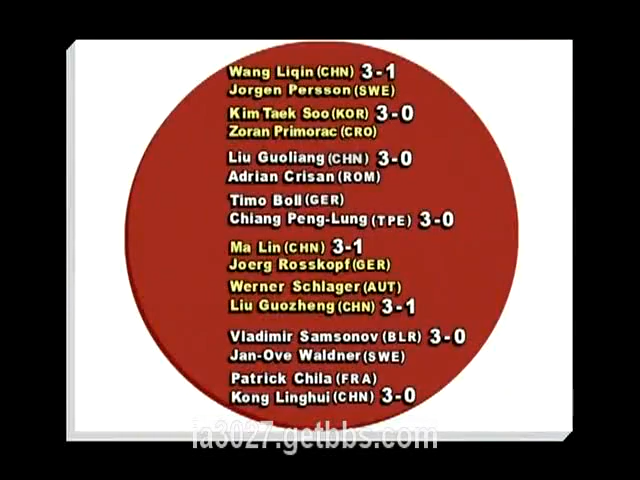 Wang Liqin (CHN) 3-1
Jorgen Persson (SWE)
Kim Taek Soo (KOR) 3-0
Zoran Primorac (CRO)
Liu Guoliang (CHN) 3-0
Adrian Crisan (ROM)
Timo Boll (GER)
Chiang Peng-Lung (TPE) 3-0
Ma Lin (CHN) 3-1
Joerg Rosskopf (GER)
Werner Schlager (AUT)
Liu Guozheng (CHN) 3-1
Vladimir Samsonov (BLR) 3-0
Jan-Ove Waldner (SWE)
Patrick Chila (FRA)
Kong Linghui (CHN) 3-0
ia3027.getbbs.com